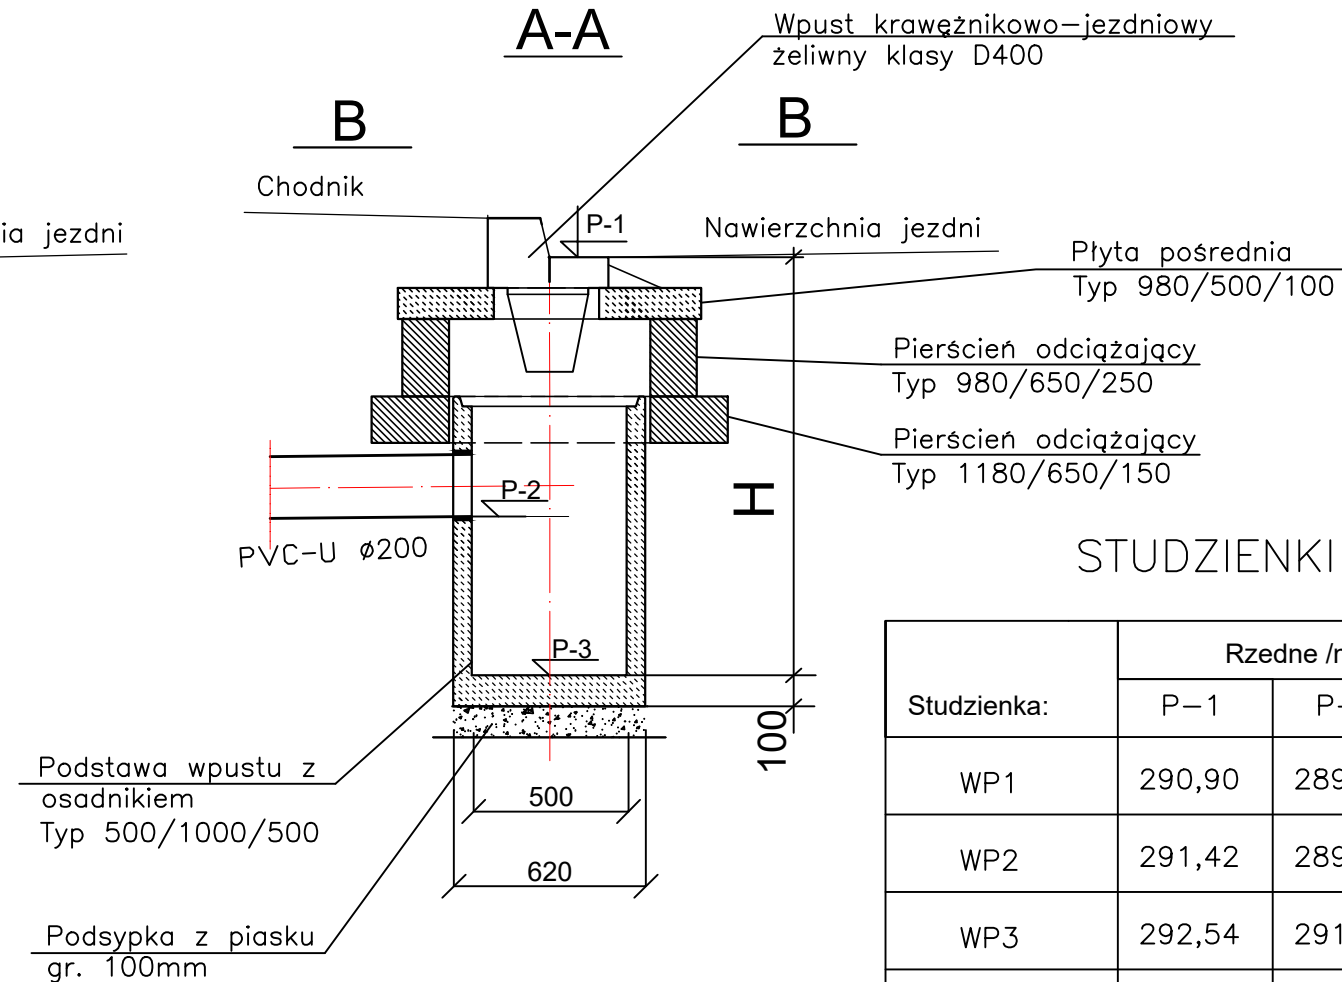 A-A
Wpust krawężnikowo-jezdniowy
żeliwny klasy D400
B
B
Chodnik
P-1
ia jezdni
Nawierzchnia jezdni
Płyta pośrednia
Typ 980/500/100
Pierścień odciążający
Typ 980/650/250
Pierścień odciążający
Typ 1180/650/150
P-2
H
PVC-U ø200
STUDZIENKI
P-3
Rzedne /r
Studzienka:
P-1
P-
100
WP1
290,90
289
Podstawa wpustu z
osadnikiem
Typ 500/1000/500
500
WP2
291,42
289
620
WP3
292,54
291
Podsypka z piasku
gr. 100mm